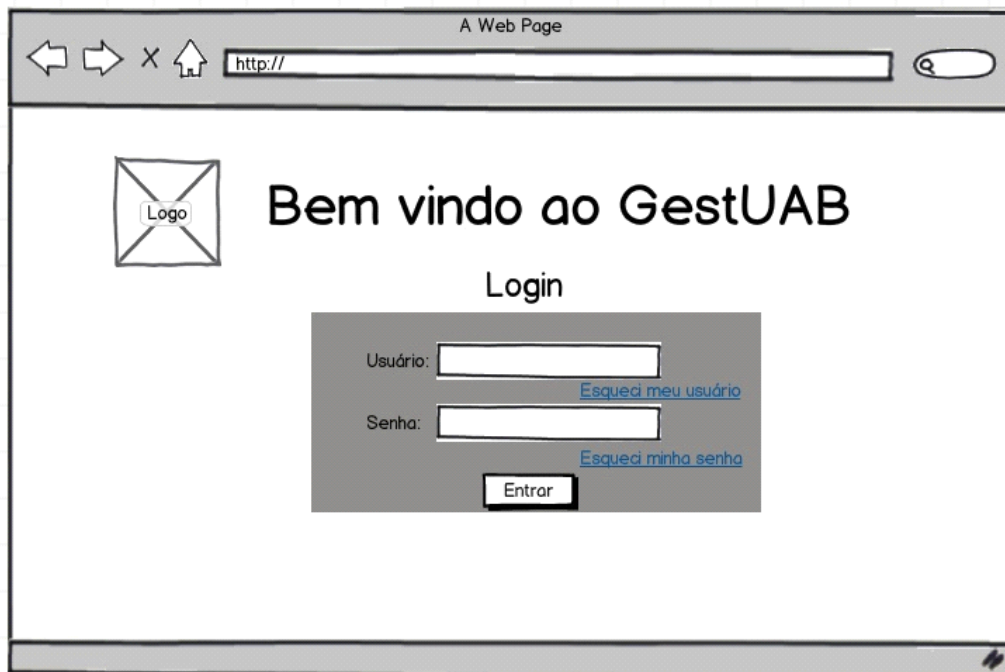 A Web Page
http://
Logo
Bem vindo ao GestUAB
Login
Usuário:
Esqueci meu usuário
Senha:
Esqueci minha senha
Entrar